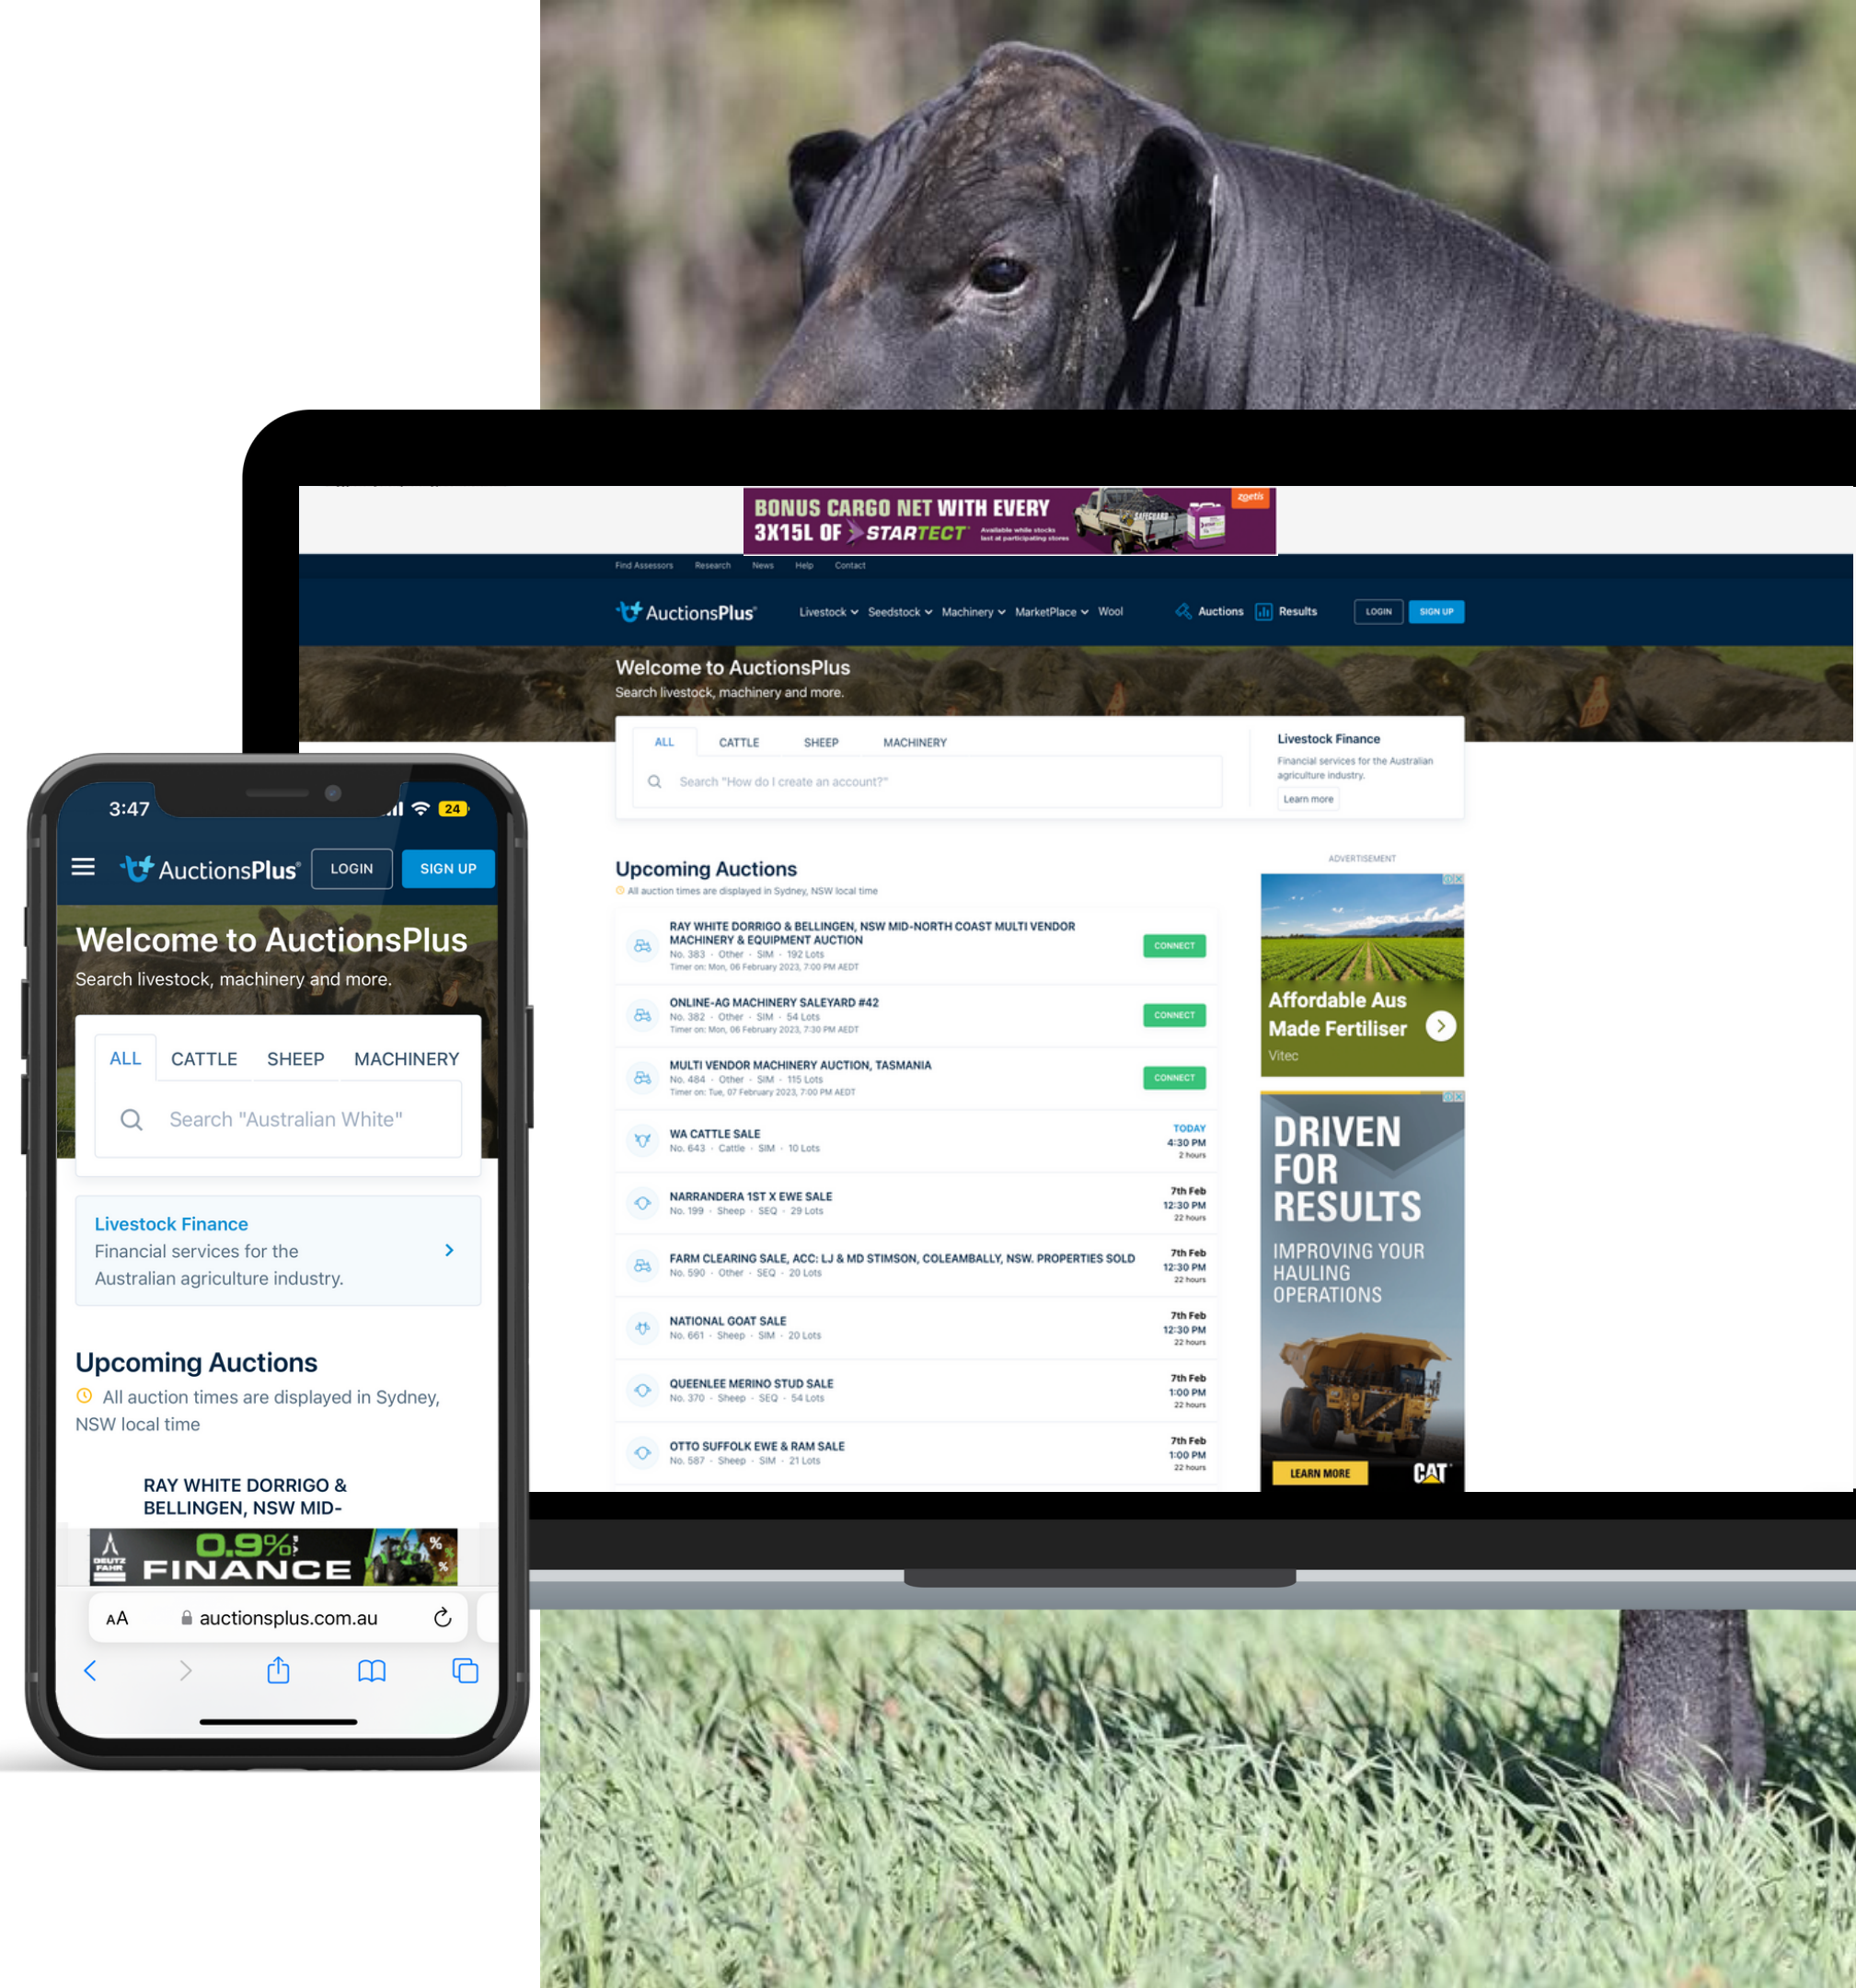 BONUS CARGO NET WITH EVERY
3X15L OF STARTECT
Available while stocks
last at participating stores
SAFEGUARD
zoetis
Find Assessors Research News Help Contact
AuctionsPlus
Livestock Seedstock Machinery MarketPlace Wool
Auctions Results
LOGIN SIGN UP
Welcome to AuctionsPlus
Search livestock, machinery and more.
ALL CATTLE SHEEP MACHINERY
Search "How do I create an account?"
Livestock Finance
Financial services for the Australian
agriculture industry.
Learn more
Upcoming Auctions
All auction times are displayed in Sydney, NSW local time
RAY WHITE DORRIGO & BELLINGEN, NSW MID-NORTH COAST MULTI VENDOR
MACHINERY & EQUIPMENT AUCTION
No. 383 · Other · SIM · 192 Lots
Timer on: Mon, 06 February 2023, 7:00 PM AEDT
CONNECT
ONLINE-AG MACHINERY SALEYARD #42
No. 382 · Other · SIM · 54 Lots
Timer on: Mon, 06 February 2023, 7:30 PM AEDT
CONNECT
MULTI VENDOR MACHINERY AUCTION, TASMANIA
No. 484 · Other · SIM · 115 Lots
Timer on: Tue, 07 February 2023, 7:00 PM AEDT
CONNECT
WA CATTLE SALE
No. 643 · Cattle · SIM · 10 Lots
TODAY
4:30 PM
2 hours
NARRANDERA 1ST X EWE SALE
No. 199 · Sheep · SEQ · 29 Lots
7th Feb
12:30 PM
22 hours
FARM CLEARING SALE, ACC: LJ & MD STIMSON, COLEAMBALLY, NSW. PROPERTIES SOLD
No. 590 · Other · SEQ · 20 Lots
7th Feb
12:30 PM
22 hours
NATIONAL GOAT SALE
No. 661 · Sheep · SIM · 20 Lots
7th Feb
12:30 PM
22 hours
QUEENLEE MERINO STUD SALE
No. 370 · Sheep · SEQ · 54 Lots
7th Feb
1:00 PM
22 hours
OTTO SUFFOLK EWE & RAM SALE
No. 587 · Sheep · SIM · 21 Lots
7th Feb
1:00 PM
22 hours
ADVERTISEMENT
Affordable Aus
Made Fertiliser
Vitec
DRIVEN
FOR
RESULTS
IMPROVING YOUR
HAULING
OPERATIONS
LEARN MORE
CAT
3:47
24
AuctionsPlus
LOGIN
SIGN UP
Welcome to AuctionsPlus
Search livestock, machinery and more.
ALL CATTLE SHEEP MACHINERY
Search "Australian White"
Livestock Finance
Financial services for the
Australian agriculture industry.
Upcoming Auctions
All auction times are displayed in Sydney,
NSW local time
RAY WHITE DORRIGO &
BELLINGEN, NSW MID-
DEUTZ
FAHR
0.9%
FINANCE
AA auctionsplus.com.au